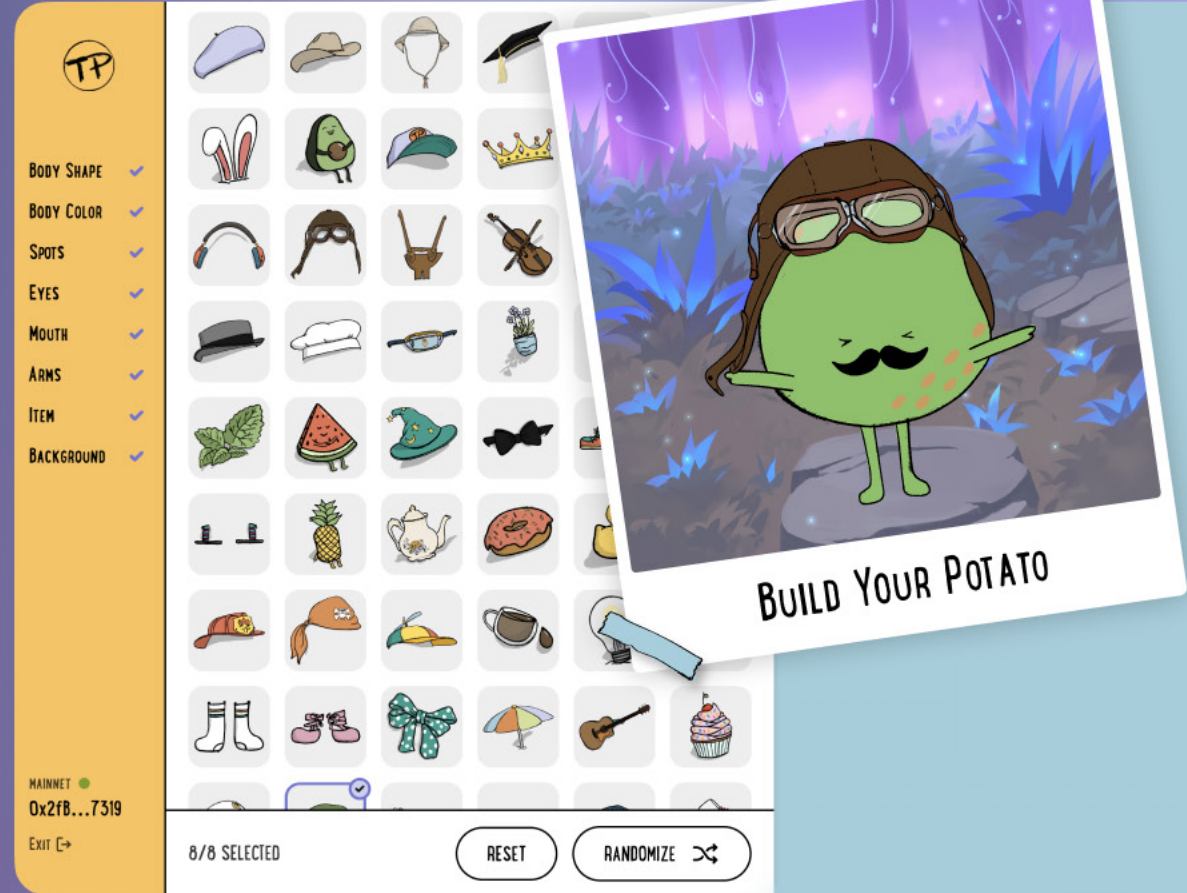 TP
Body Shape
Body Color
Spots
Eyes
Mouth
Arms
Item
Background
MAINNET
0x2fB...7319
Exit
8/8 SELECTED
RESET
RANDOMIZE
Build Your Potato